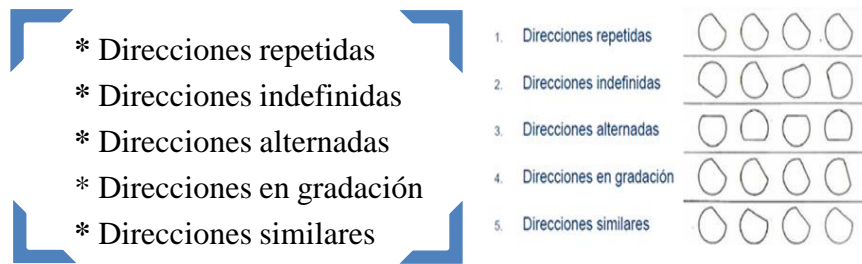 * Direcciones repetidas
* Direcciones indefinidas
* Direcciones alternadas
* Direcciones en gradación
* Direcciones similares
1. Direcciones repetidas
2. Direcciones indefinidas
3. Direcciones alternadas
4. Direcciones en gradación
5. Direcciones similares